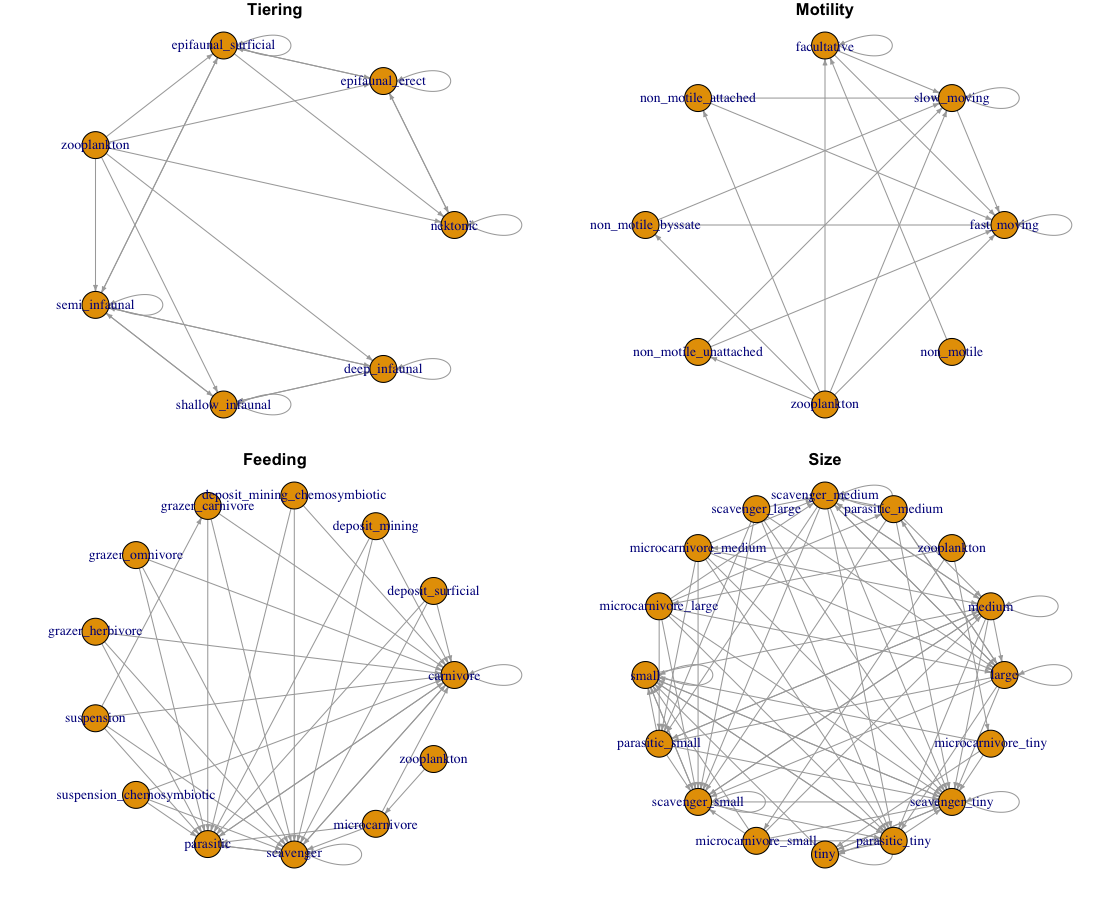 Tiering
epifaunal_surficial
epifaunal_erect
zooplankton
nektonic
semi_infaunal
deep_infaunal
shallow_infaunal
Motility
facultative
non_motile_attached
slow_moving
non_motile_byssate
fast_moving
non_motile_unattached
non_motile
zooplankton
Feeding
deposit_mining_chemosymbiotic
grazer_carnivore
deposit_mining
grazer_omnivore
deposit_surficial
grazer_herbivore
carnivore
suspension
zooplankton
suspension_chemosymbiotic
microcarnivore
parasitic
scavenger
Size
scavenger_medium
scavenger_large
parasitic_medium
microcarnivore_medium
zooplankton
microcarnivore_large
medium
small
large
parasitic_small
microcarnivore_tiny
scavenger_small
scavenger_tiny
microcarnivore_small
parasitic_tiny
tiny